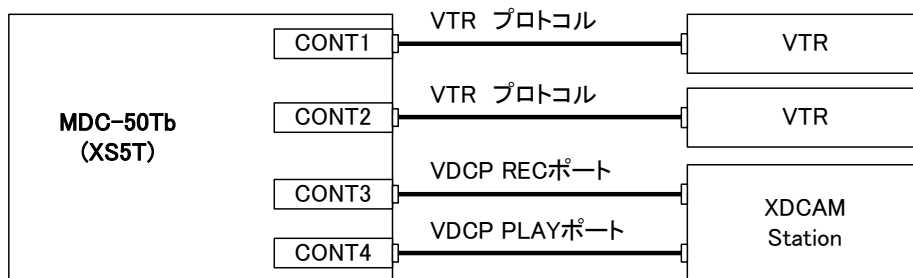 VTR プロトコル
CONT1
VTR
VTR プロトコル
CONT2
VTR
MDC-50Tb
(XS5T)
VDCP RECポート
CONT3
XDCAM
Station
VDCP PLAYポート
CONT4